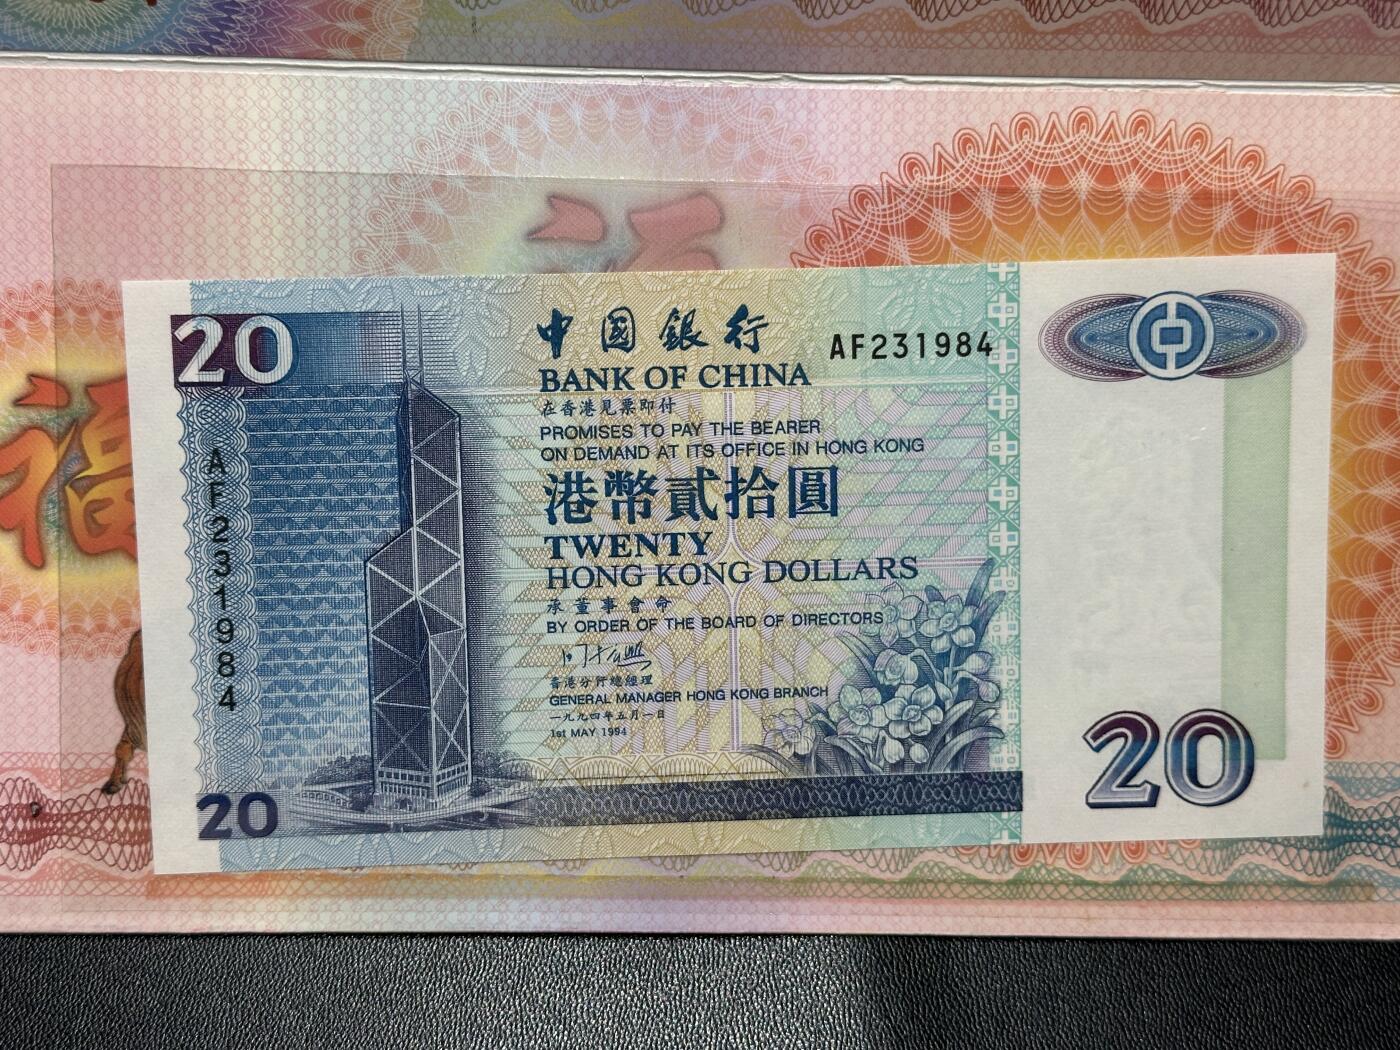 福
福
20
中國銀行
AF231984
BANK OF CHINA
在香港見票即付
PROMISES TO PAY THE BEARER
ON DEMAND AT ITS OFFICE IN HONG KONG
港幣貳拾圓
TWENTY
HONG KONG DOLLARS
承董事會命
BY ORDER OF THE BOARD OF DIRECTORS
香港分行總經理
GENERAL MANAGER HONG KONG BRANCH
一九九四年五月一日
1st MAY 1994
AF231984
20
20